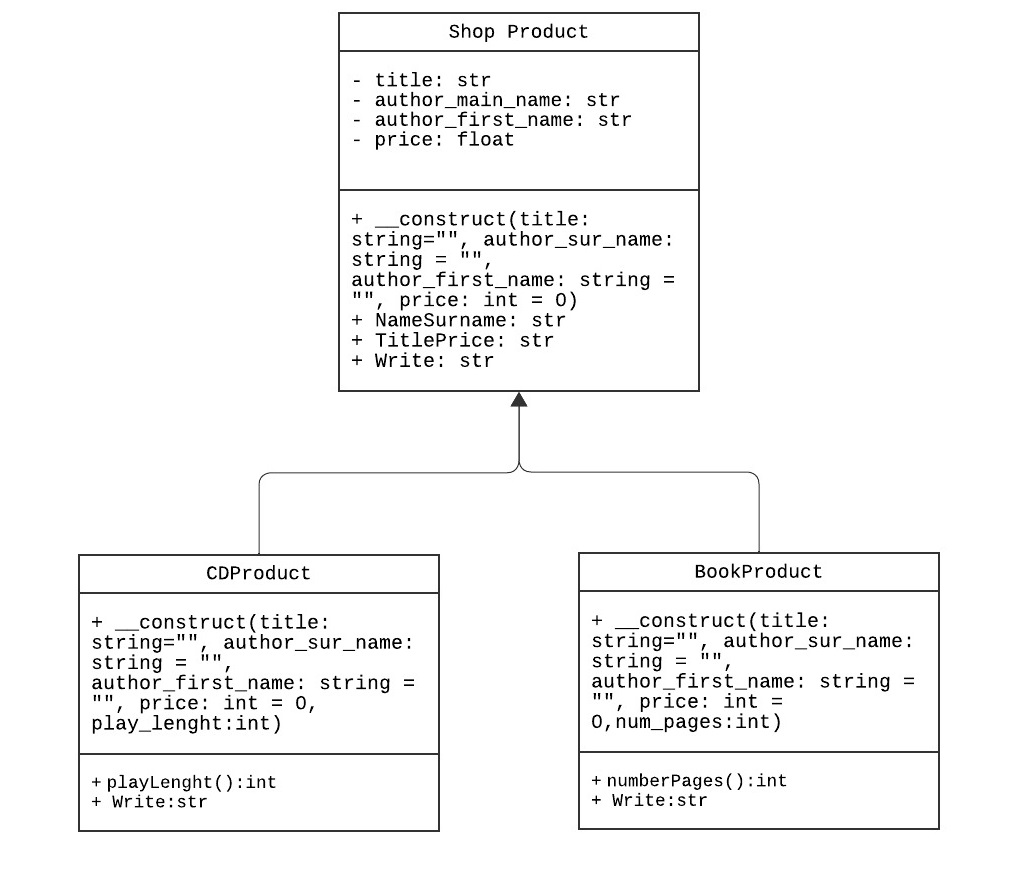 Shop Product
- title: str
- author_main_name: str
- author_first_name: str
- price: float
+ __construct(title:
string="", author_sur_name:
string = "",
author_first_name: string =
"", price: int = 0)
+ NameSurname: str
+ TitlePrice: str
+ Write: str
CDProduct
+ __construct(title:
string="", author_sur_name:
string = "",
author_first_name: string =
"", price: int = 0,
play_lenght:int)
+ playLenght():int
+ Write:str
BookProduct
+ __construct(title:
string="", author_sur_name:
string = "",
author_first_name: string =
"", price: int =
0,num_pages:int)
+ numberPages():int
+ Write:str